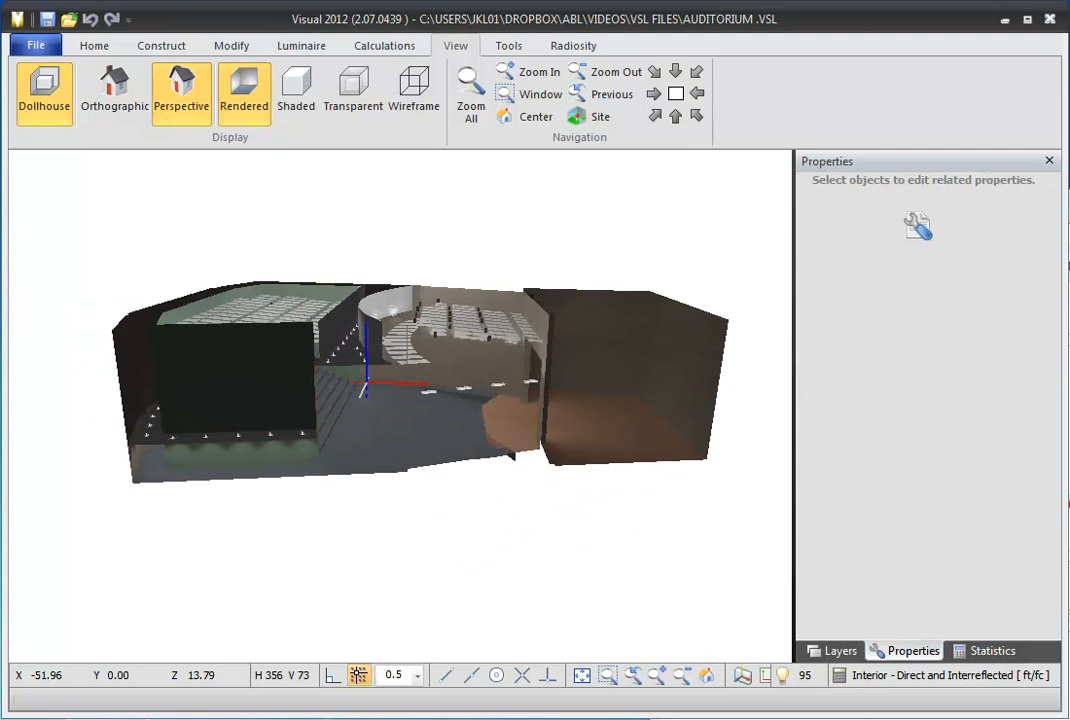 Visual 2012 (2.07.0439) - C:\USERS\JKL01\DROPBOX\ABL\VIDEOS\VSL FILES\AUDITORIUM .VSL
File Home Construct Modify Luminaire Calculations View Tools Radiosity
Dollhouse Orthographic Perspective Rendered Shaded Transparent Wireframe
Display
Zoom All
Zoom In Zoom Out
Window Previous
Center Site
Navigation
Properties
Select objects to edit related properties.
Layers Properties Statistics
X -51.96 Y 0.00 Z 13.79 H 356 V 73 0.5 95 Interior - Direct and Interreflected [ ft/fc ]